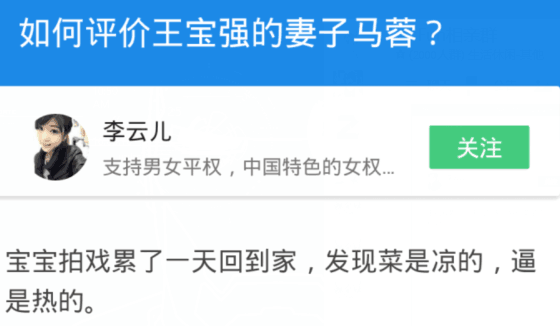 如何评价王宝强的妻子马蓉？
李云儿
支持男女平权，中国特色的女权...
关注
宝宝拍戏累了一天回到家，发现菜是凉的，逼
是热的。